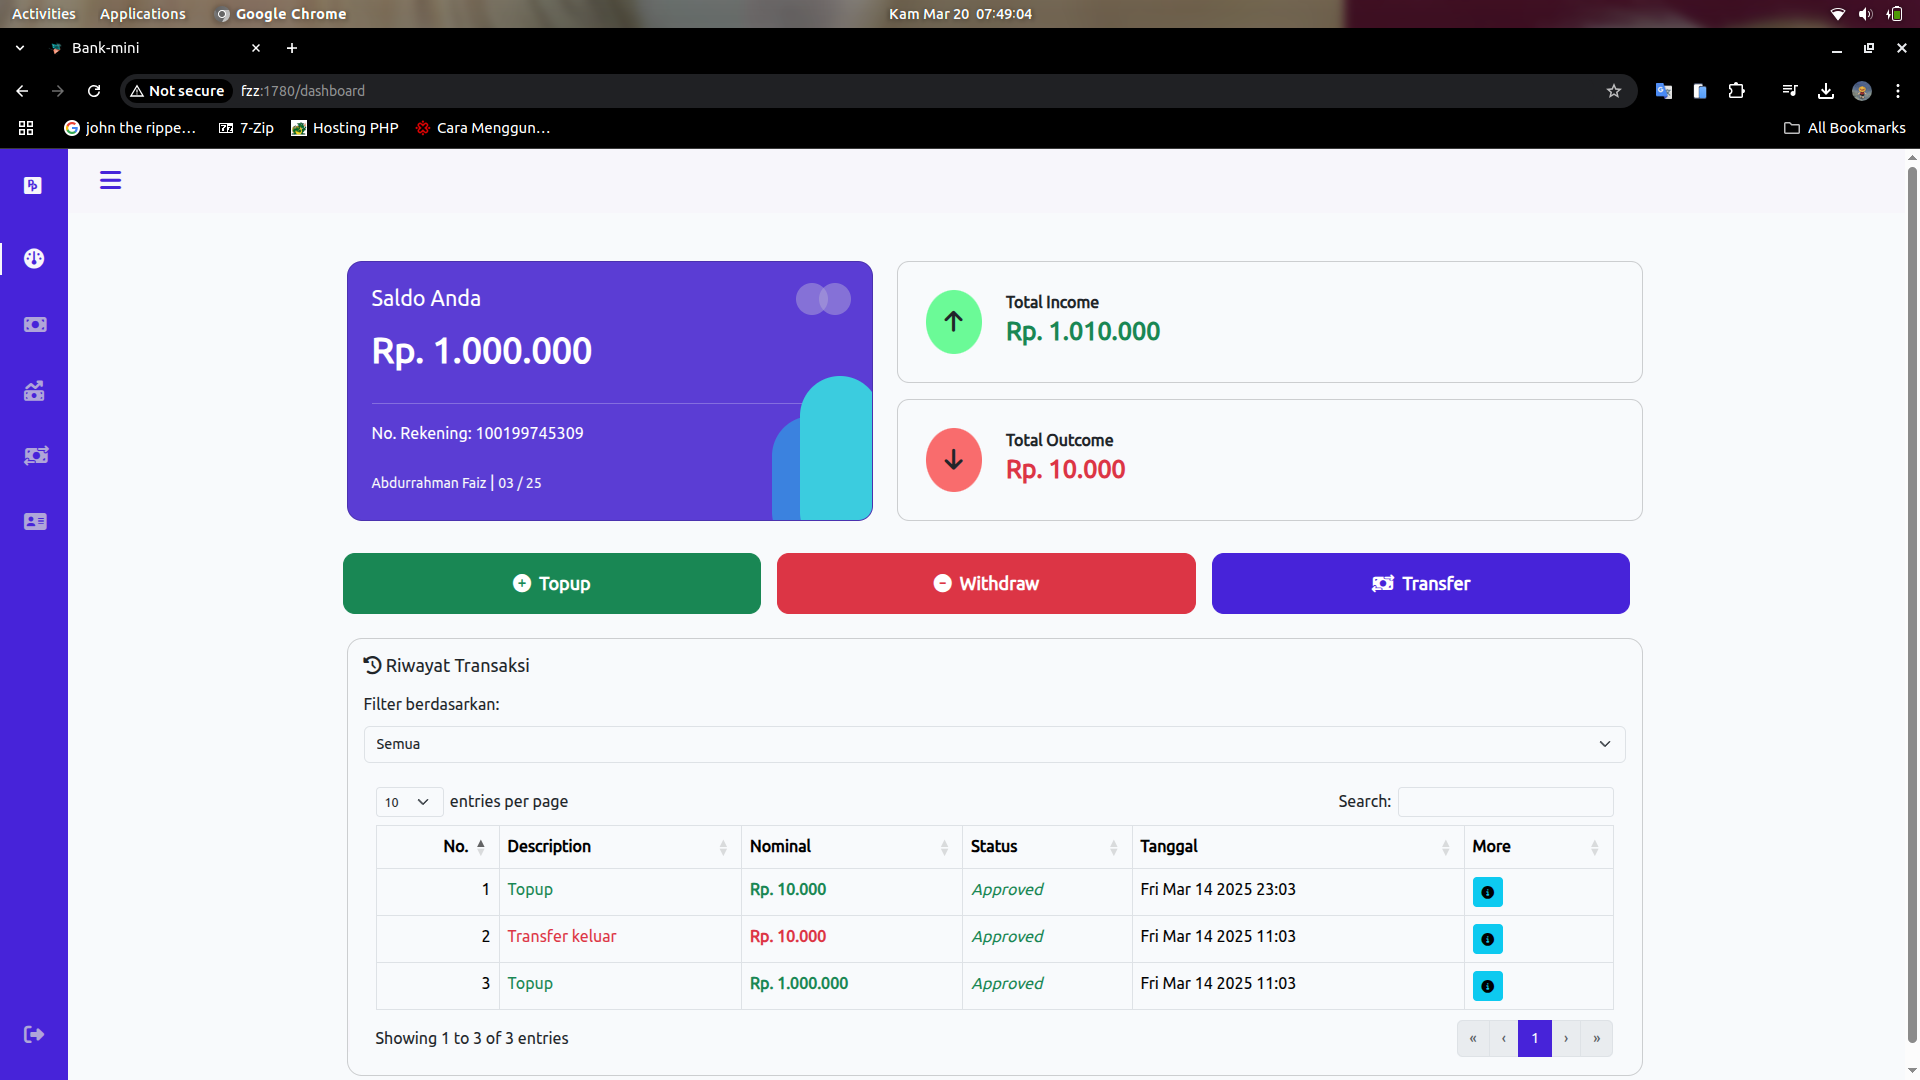 Activities Applications Google Chrome Kam Mar 20 07:49:04
Bank-mini
Not secure fzz:1780/dashboard
john the rippe... 7-Zip Hosting PHP Cara Menggun... All Bookmarks
Saldo Anda
Rp. 1.000.000
No. Rekening: 100199745309
Abdurrahman Faiz | 03 / 25
Total Income
Rp. 1.010.000
Total Outcome
Rp. 10.000
Topup Withdraw Transfer
Riwayat Transaksi
Filter berdasarkan:
Semua
10 entries per page Search:
No. Description Nominal Status Tanggal More
1 Topup Rp. 10.000 Approved Fri Mar 14 2025 23:03
2 Transfer keluar Rp. 10.000 Approved Fri Mar 14 2025 11:03
3 Topup Rp. 1.000.000 Approved Fri Mar 14 2025 11:03
Showing 1 to 3 of 3 entries « ‹ 1 › »